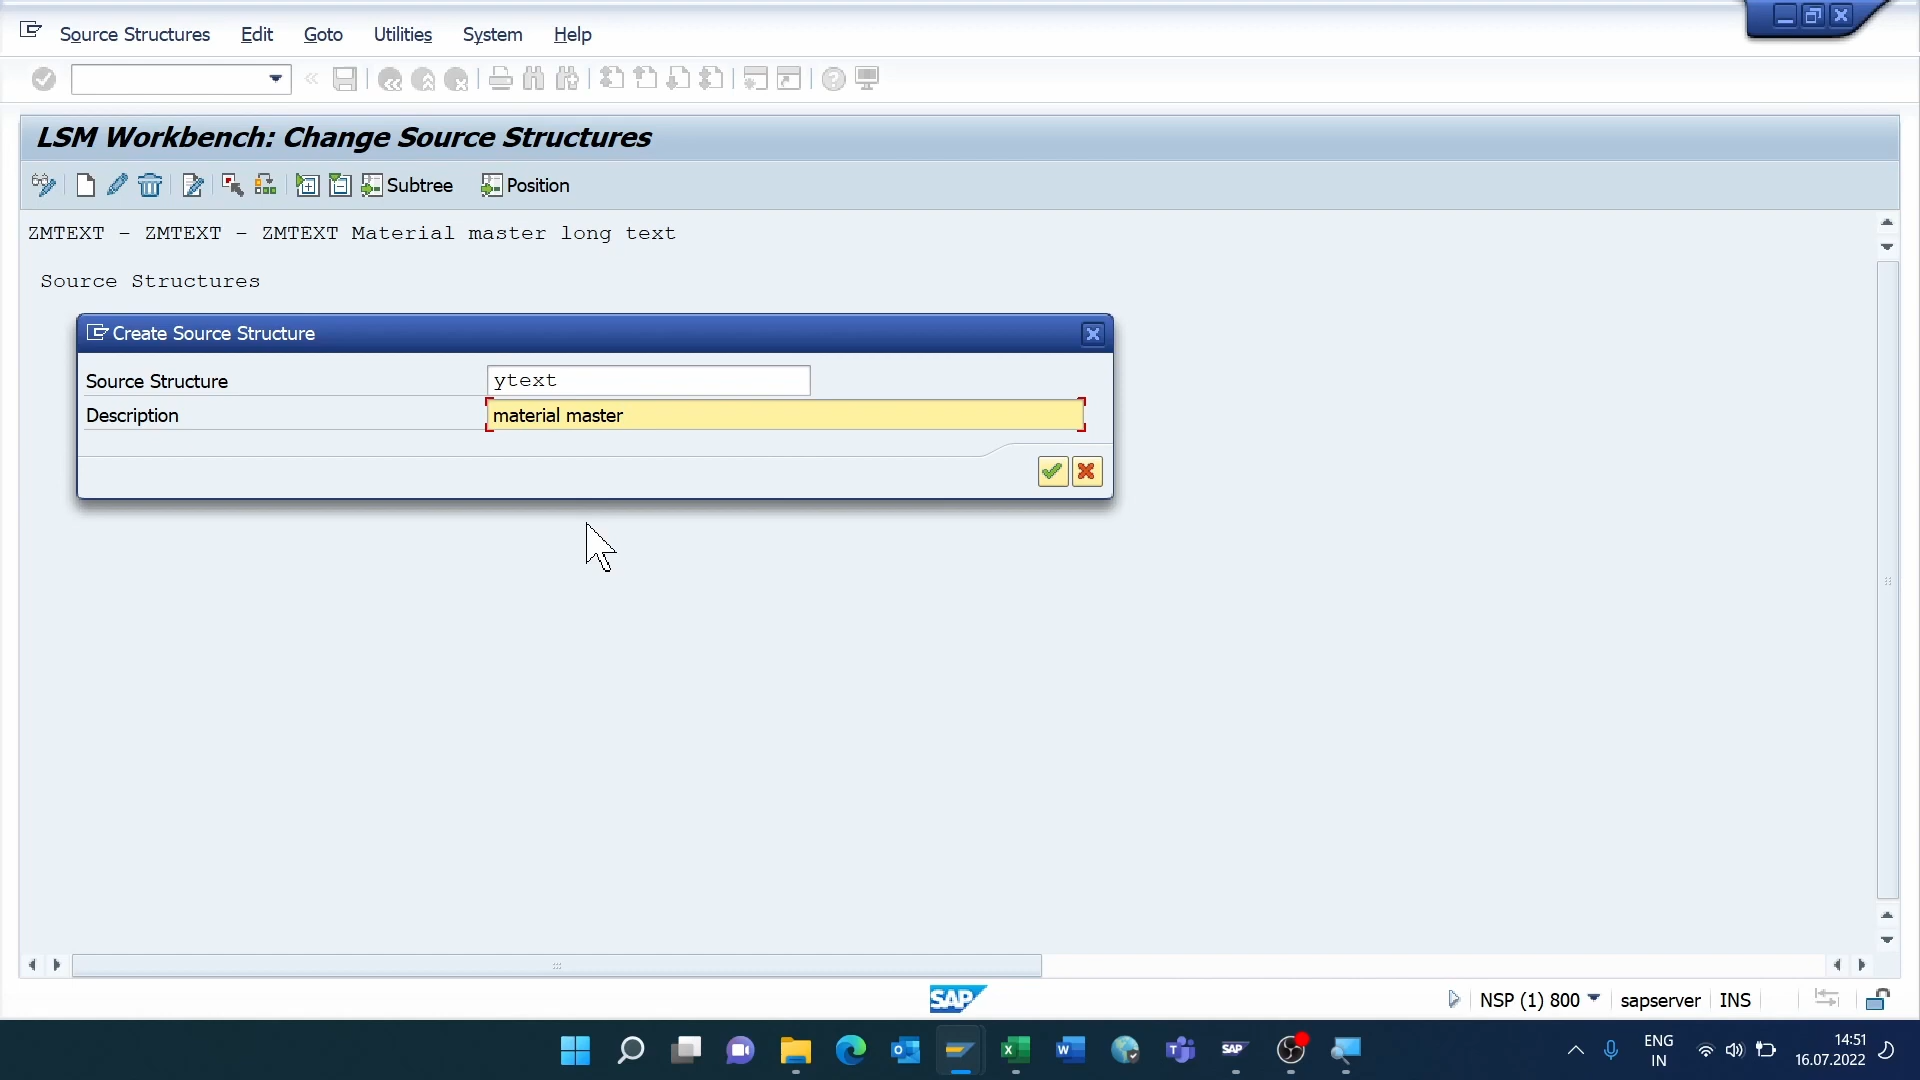 Source Structures Edit Goto Utilities System Help
LSM Workbench: Change Source Structures
Subtree Position
ZMTEXT - ZMTEXT - ZMTEXT Material master long text
Source Structures
Create Source Structure
Source Structure ytext
Description material master
SAP NSP (1) 800 sapserver INS
ENG 14:51
IN 16.07.2022
SAP